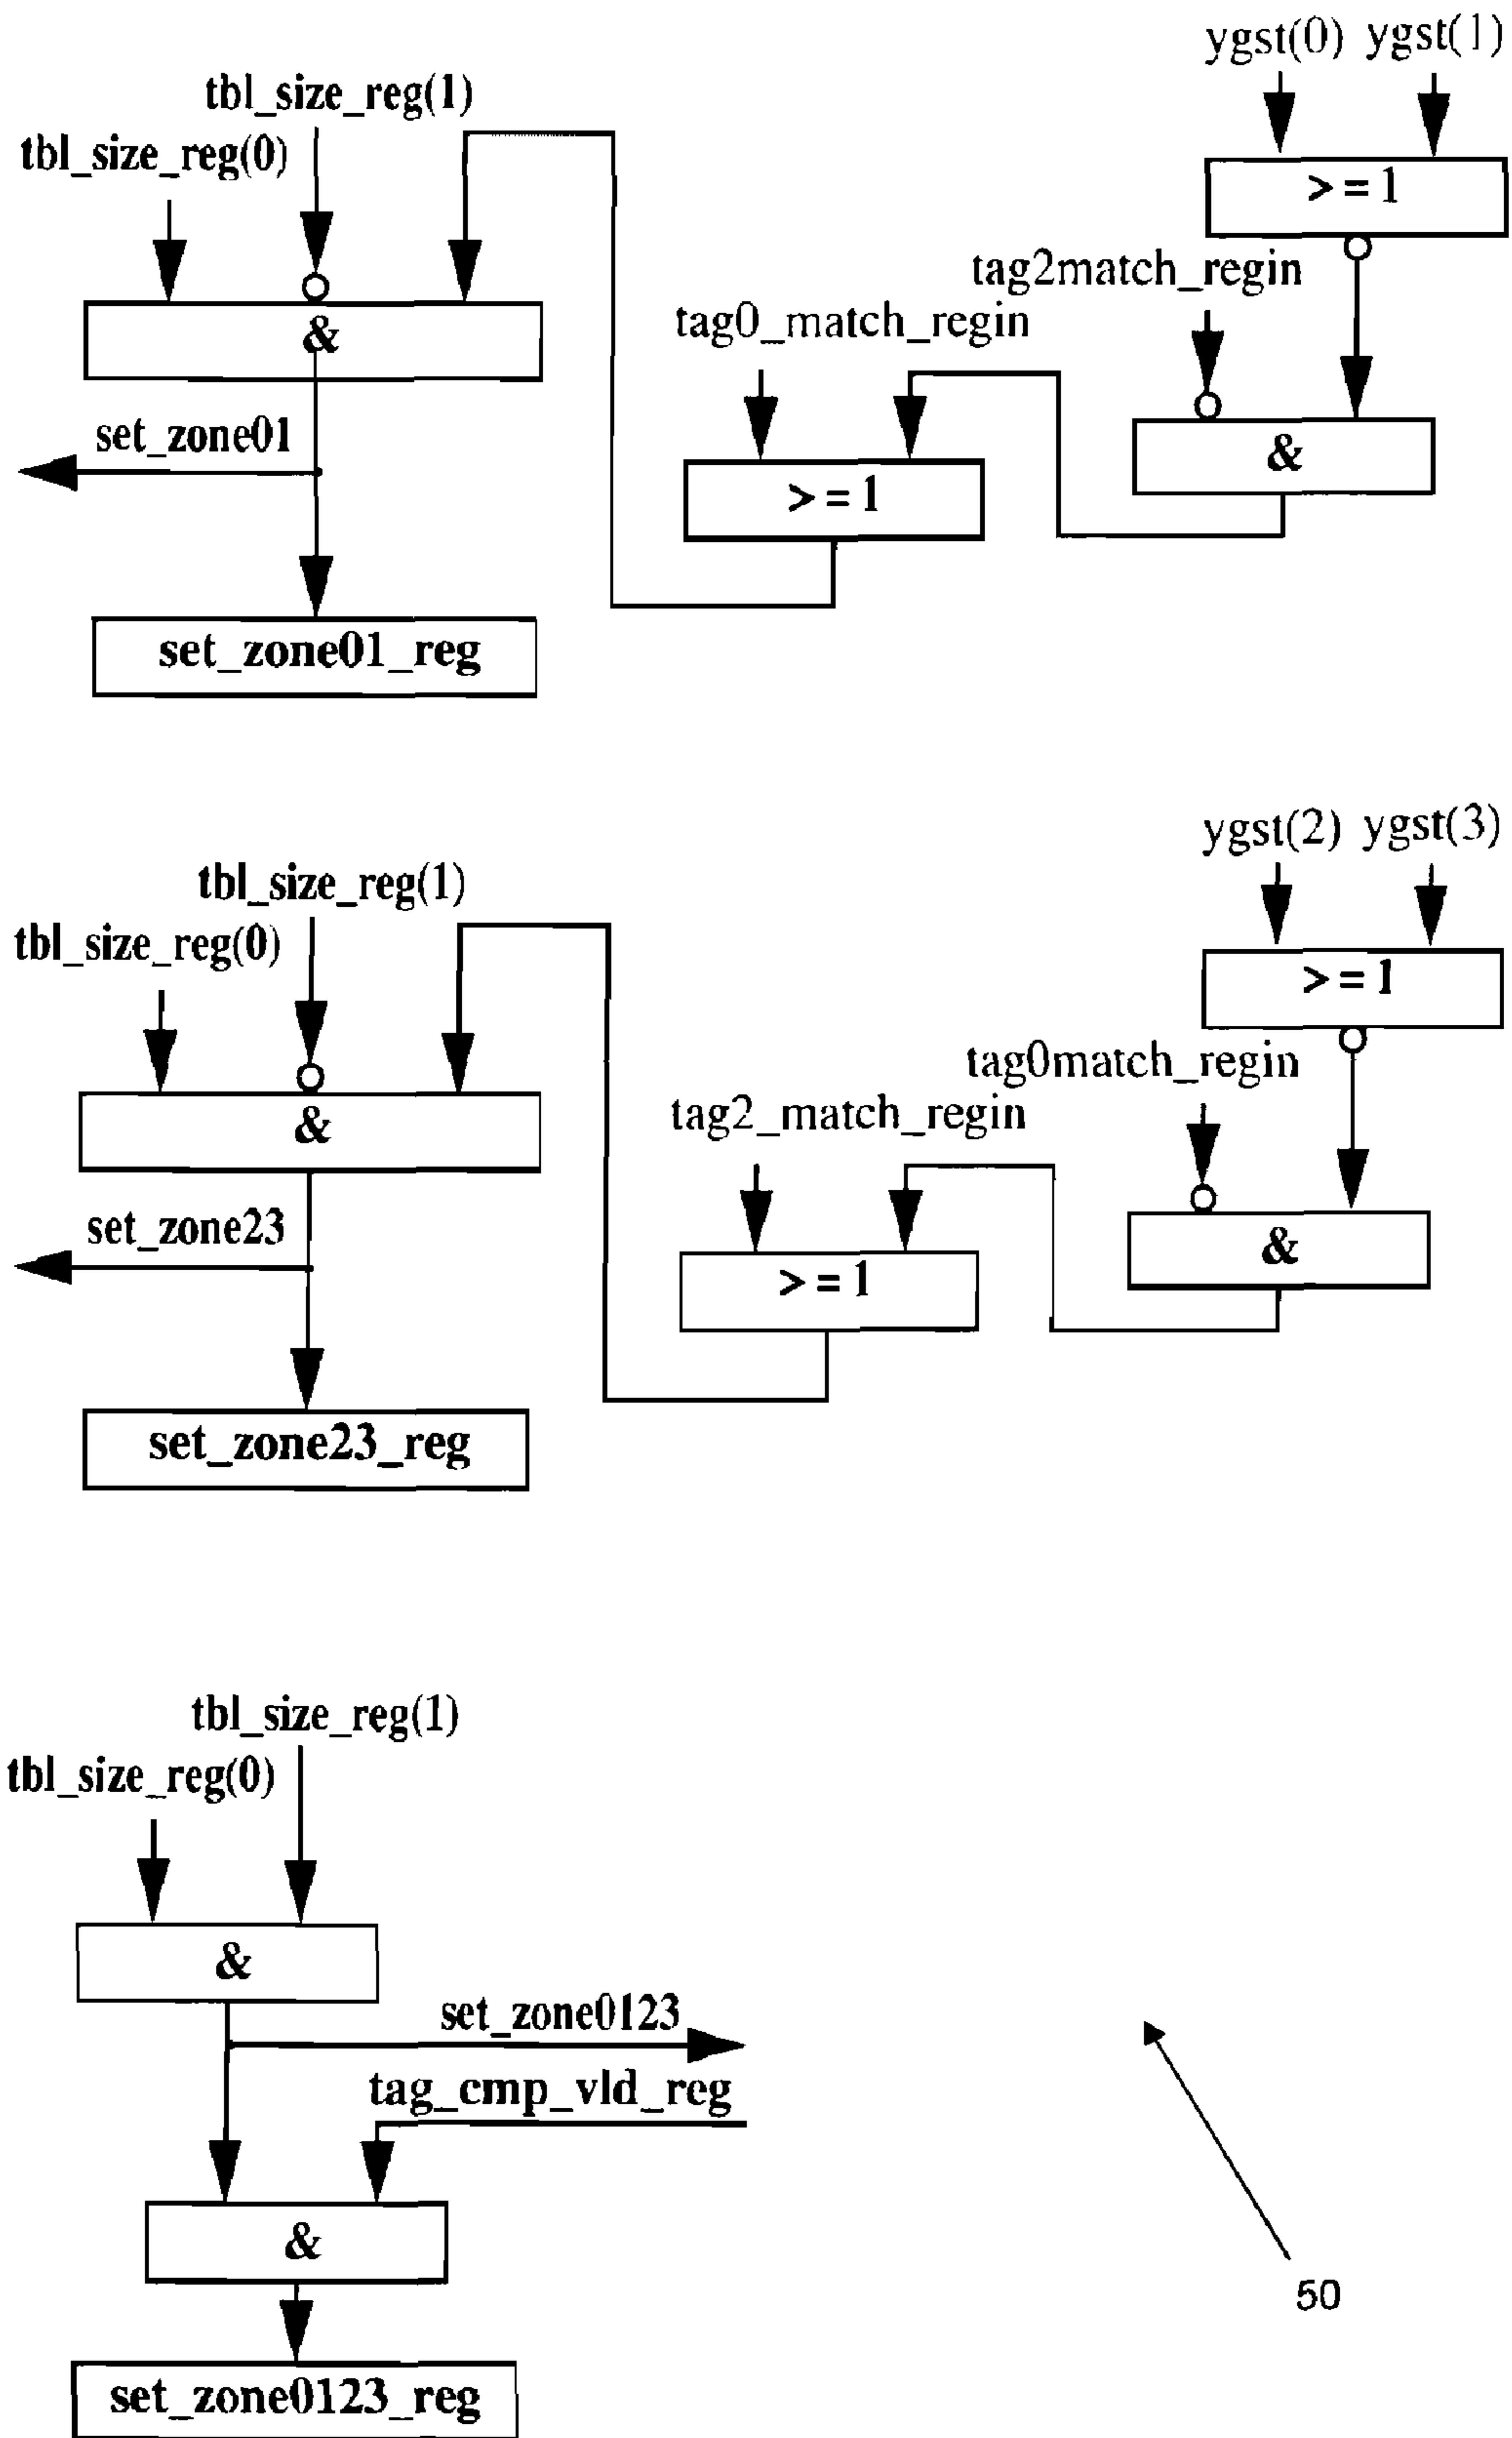 ygst(0) ygst(1)
tbl_size_reg(1)
tbl_size_reg(0)
>=1
tag2match_regin
tag0_match_regin
&
&
set_zone01
>=1
set_zone01_reg
ygst(2) ygst(3)
tbl_size_reg(1)
tbl_size_reg(0)
>=1
tag0match_regin
tag2_match_regin
&
&
set_zone23
>=1
set_zone23_reg
tbl_size_reg(1)
tbl_size_reg(0)
&
set_zone0123
tag_cmp_vld_reg
&
50
set_zone0123_reg